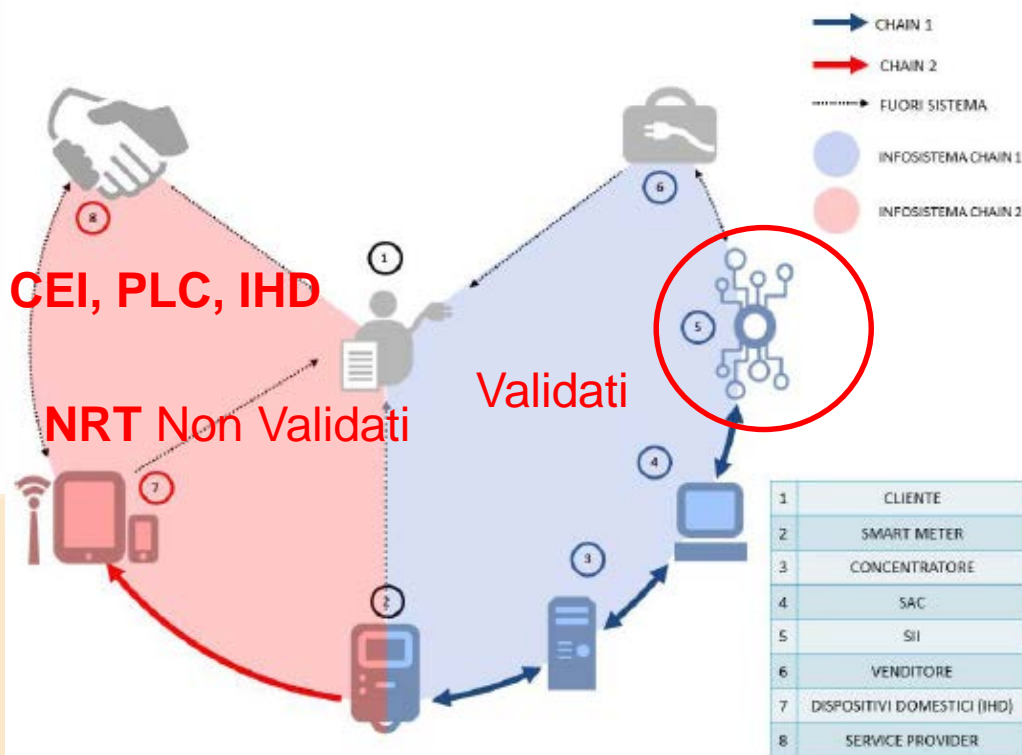 CHAIN 1
CHAIN 2
FUORI SISTEMA
INFOSISTEMA CHAIN 1
INFOSISTEMA CHAIN 2
8
6
1
CEI, PLC, IHD
5
Validati
NRT Non Validati
4
7
3
2
1 CLIENTE
2 SMART METER
3 CONCENTRATORE
4 SAC
5 SII
6 VENDITORE
7 DISPOSITIVI DOMESTICI (IHD)
8 SERVICE PROVIDER